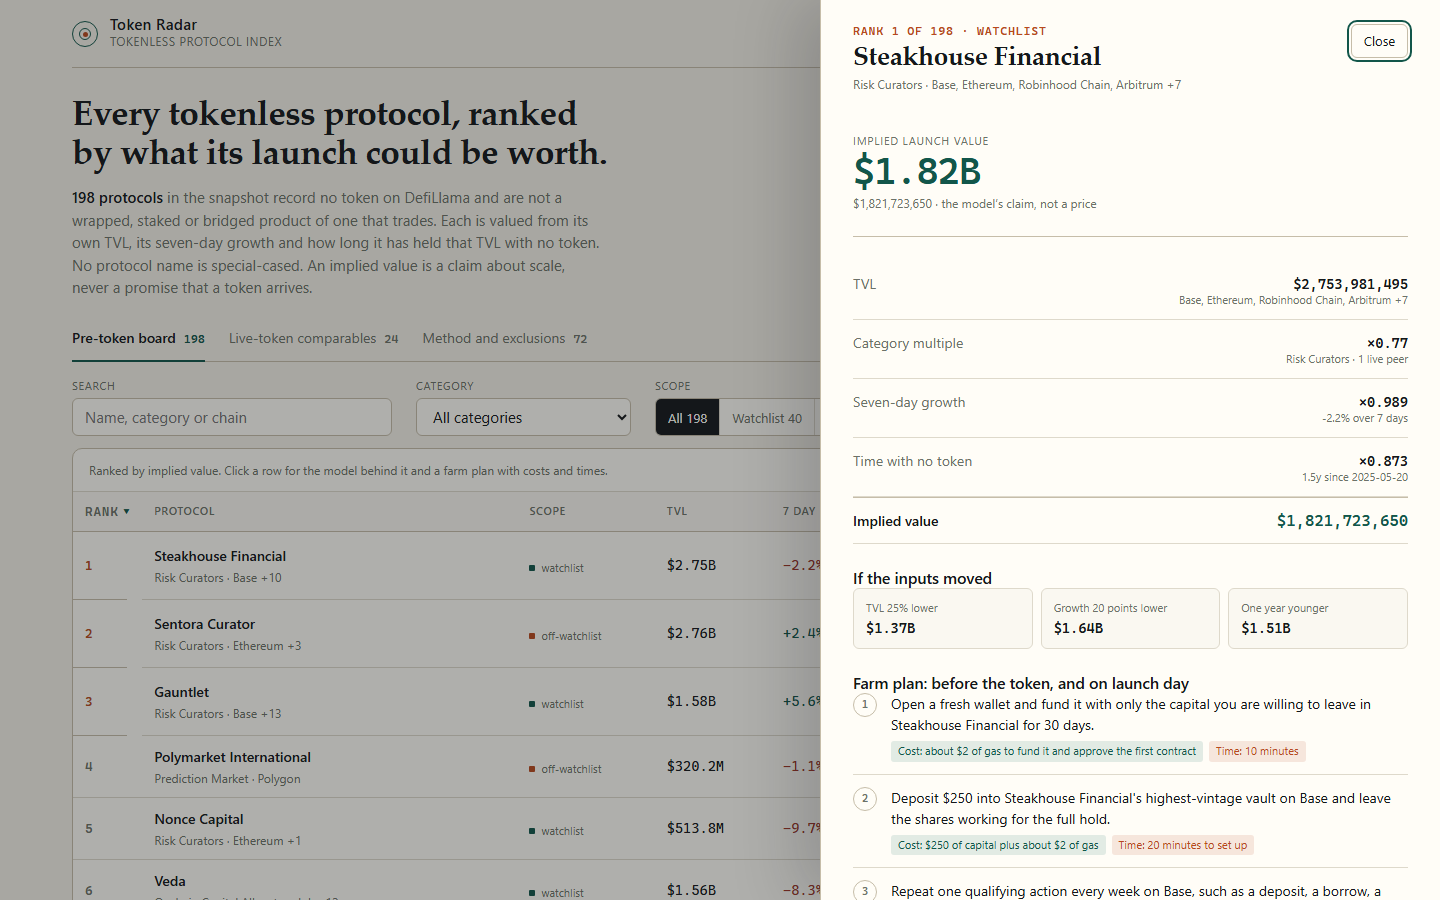 Token Radar
TOKENLESS PROTOCOL INDEX
Every tokenless protocol, ranked
by what its launch could be worth.
198 protocols in the snapshot record no token on DefiLlama and are not a
wrapped, staked or bridged product of one that trades. Each is valued from its
own TVL, its seven-day growth and how long it has held that TVL with no token.
No protocol name is special-cased. An implied value is a claim about scale,
never a promise that a token arrives.
Pre-token board 198 Live-token comparables 24 Method and exclusions 72
SEARCH CATEGORY SCOPE
Name, category or chain All categories All 198 Watchlist 40
Ranked by implied value. Click a row for the model behind it and a farm plan with costs and times.
RANK ▼ PROTOCOL SCOPE TVL 7 DAY
1 Steakhouse Financial watchlist $2.75B −2.2%
Risk Curators · Base +10
2 Sentora Curator off-watchlist $2.76B +2.4%
Risk Curators · Ethereum +3
3 Gauntlet watchlist $1.58B +5.6%
Risk Curators · Base +13
4 Polymarket International off-watchlist $320.2M −1.1%
Prediction Market · Polygon
5 Nonce Capital watchlist $513.8M −9.7%
Risk Curators · Ethereum +1
6 Veda watchlist $1.56B −8.3%
RANK 1 OF 198 · WATCHLIST
Steakhouse Financial
Close
Risk Curators · Base, Ethereum, Robinhood Chain, Arbitrum +7
IMPLIED LAUNCH VALUE
$1.82B
$1,821,723,650 · the model's claim, not a price
TVL $2,753,981,495
Base, Ethereum, Robinhood Chain, Arbitrum +7
Category multiple ×0.77
Risk Curators · 1 live peer
Seven-day growth ×0.989
-2.2% over 7 days
Time with no token ×0.873
1.5y since 2025-05-20
Implied value $1,821,723,650
If the inputs moved
TVL 25% lower Growth 20 points lower One year younger
$1.37B $1.64B $1.51B
Farm plan: before the token, and on launch day
1 Open a fresh wallet and fund it with only the capital you are willing to leave in
Steakhouse Financial for 30 days.
Cost: about $2 of gas to fund it and approve the first contract Time: 10 minutes
2 Deposit $250 into Steakhouse Financial's highest-vintage vault on Base and leave
the shares working for the full hold.
Cost: $250 of capital plus about $2 of gas Time: 20 minutes to set up
3 Repeat one qualifying action every week on Base, such as a deposit, a borrow, a